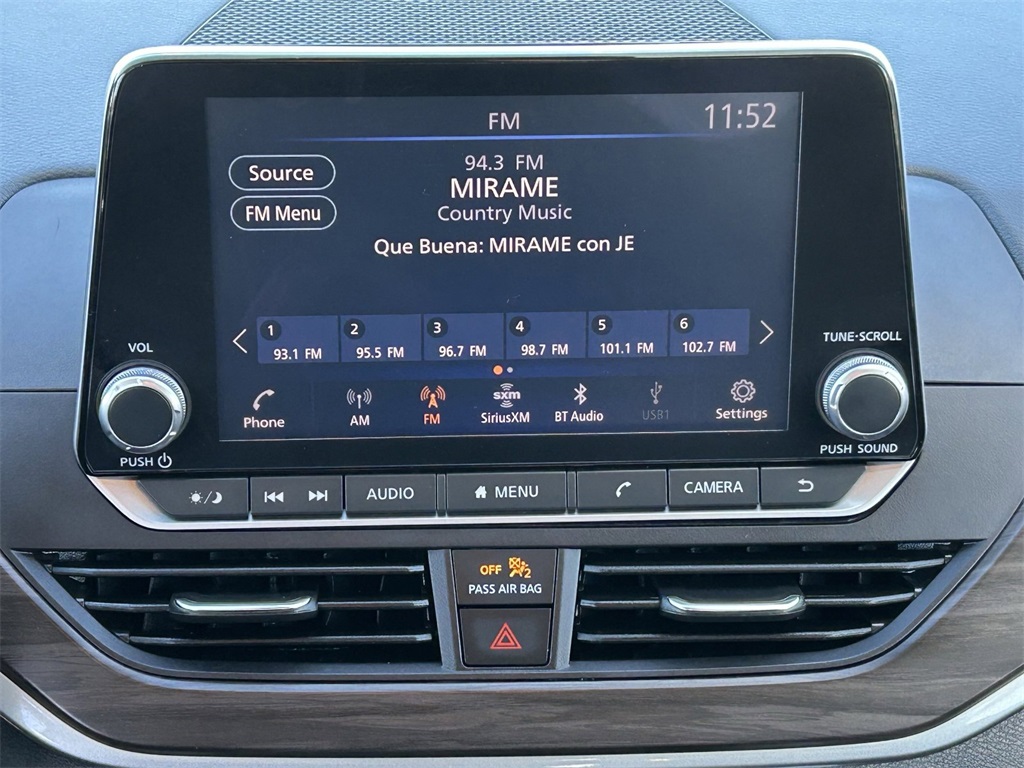 FM
11:52
Source
FM Menu
94.3 FM
MIRAME
Country Music
Que Buena: MIRAME con JE
1 2 3 4 5 6
93.1 FM 95.5 FM 96.7 FM 98.7 FM 101.1 FM 102.7 FM
Phone AM FM sxm SiriusXM BT Audio USB1 Settings
VOL
PUSH
TUNE·SCROLL
PUSH SOUND
AUDIO MENU CAMERA
OFF 2
PASS AIR BAG